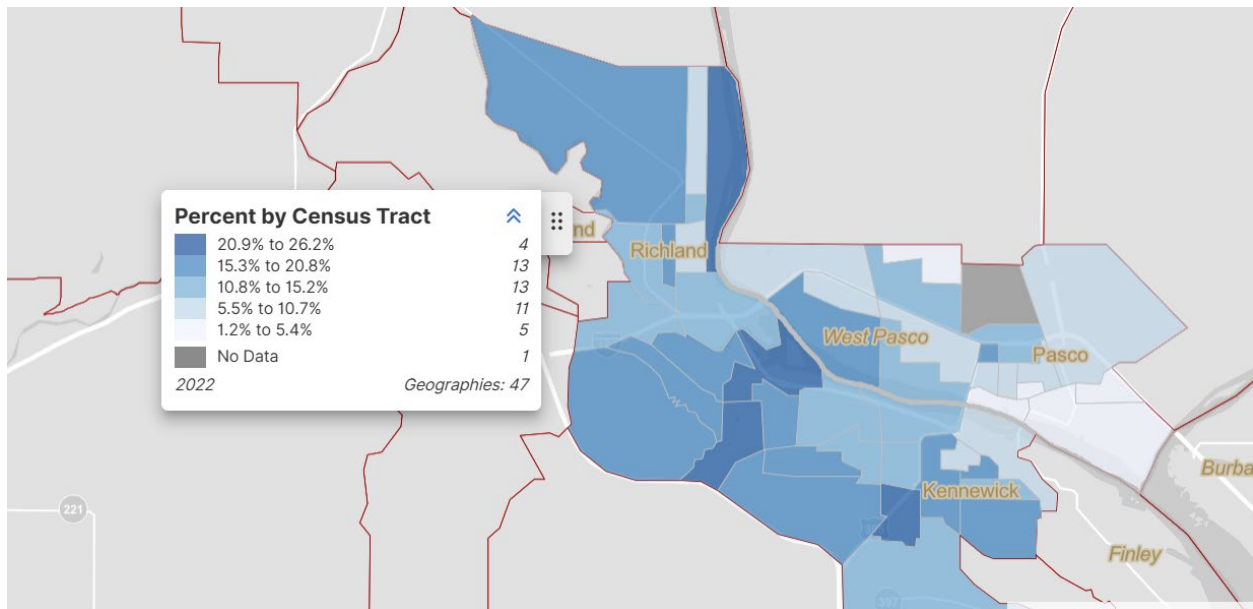 Percent by Census Tract
20.9% to 26.2% 4
15.3% to 20.8% 13
10.8% to 15.2% 13
5.5% to 10.7% 11
1.2% to 5.4% 5
No Data 1
2022 Geographies: 47
nd
Richland
West Pasco
Pasco
Kennewick
Burba
Finley
221